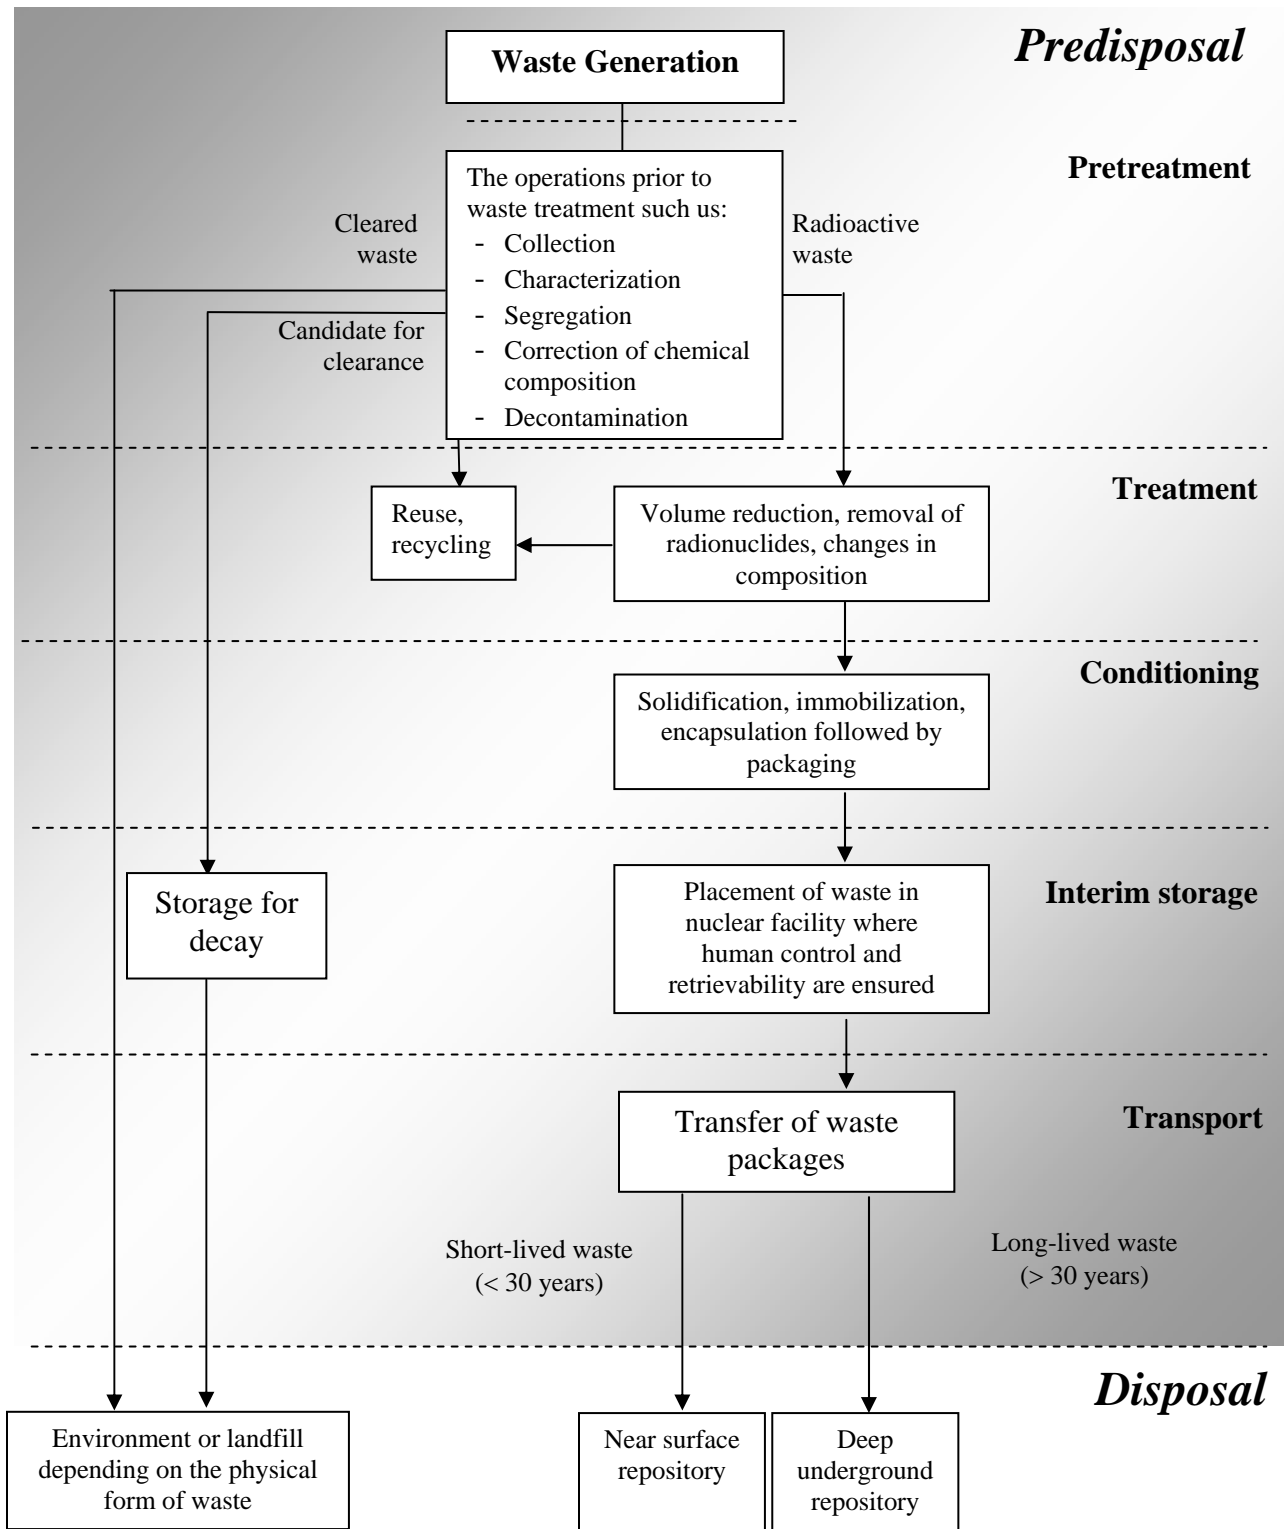 Predisposal
Waste Generation
Pretreatment
The operations prior to
waste treatment such us:
- Collection
- Characterization
- Segregation
- Correction of chemical
composition
- Decontamination
Cleared
waste
Radioactive
waste
Candidate for
clearance
Treatment
Reuse,
recycling
Volume reduction, removal of
radionuclides, changes in
composition
Conditioning
Solidification, immobilization,
encapsulation followed by
packaging
Interim storage
Storage for
decay
Placement of waste in
nuclear facility where
human control and
retrievability are ensured
Transport
Transfer of waste
packages
Short-lived waste
(< 30 years)
Long-lived waste
(> 30 years)
Disposal
Environment or landfill
depending on the physical
form of waste
Near surface
repository
Deep
underground
repository